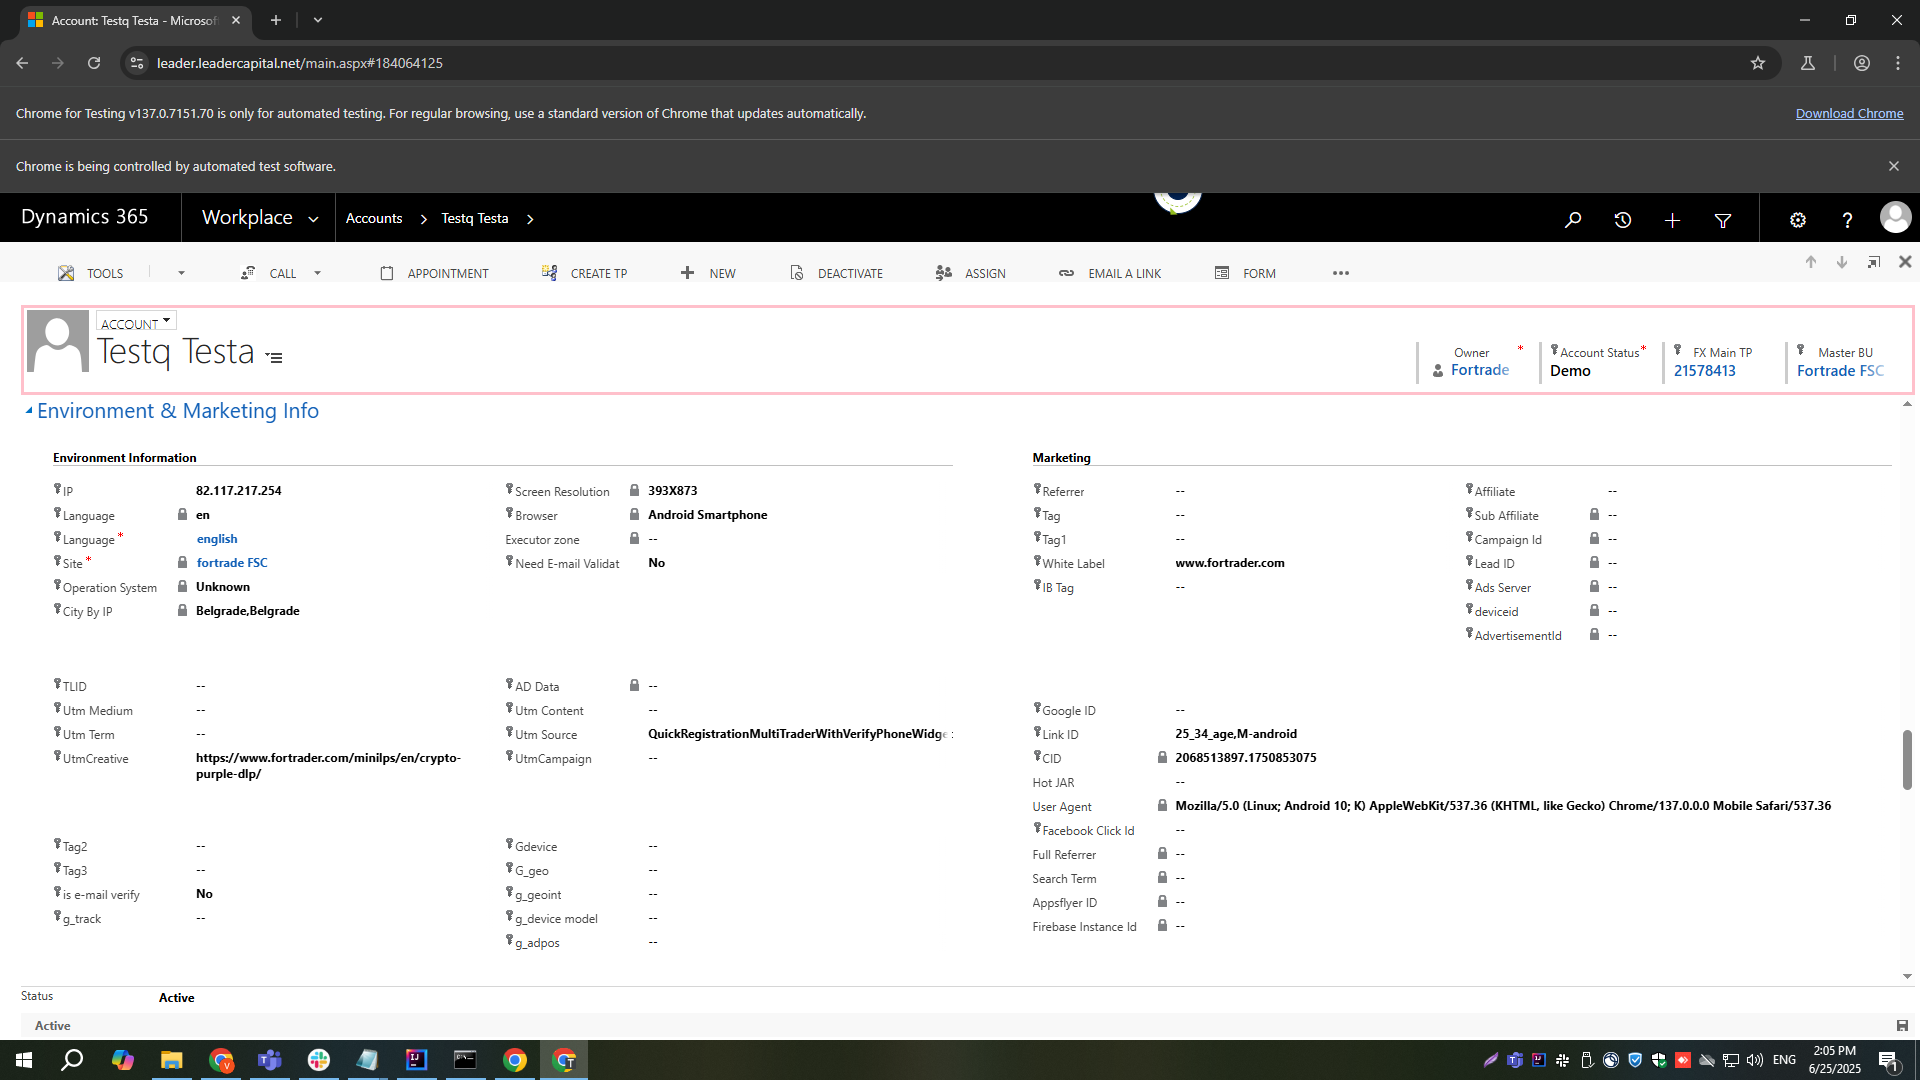 Account: Testq Testa - Microsof
leader.leadercapital.net/main.aspx#184064125
Chrome for Testing v137.0.7151.70 is only for automated testing. For regular browsing, use a standard version of Chrome that updates automatically.
Download Chrome
Chrome is being controlled by automated test software.
Dynamics 365
Workplace
Accounts
Testq Testa
TOOLS
CALL
APPOINTMENT
CREATE TP
NEW
DEACTIVATE
ASSIGN
EMAIL A LINK
FORM
ACCOUNT
Testq Testa
Owner *
Fortrade
Account Status *
Demo
FX Main TP
21578413
Master BU
Fortrade FSC
Environment & Marketing Info
Environment Information
IP 82.117.217.254
Language en
Language * english
Site * fortrade FSC
Operation System Unknown
City By IP Belgrade,Belgrade
Screen Resolution 393X873
Browser Android Smartphone
Executor zone --
Need E-mail Validat No
TLID --
Utm Medium --
Utm Term --
UtmCreative https://www.fortrader.com/minilps/en/crypto-
purple-dlp/
AD Data --
Utm Content --
Utm Source QuickRegistrationMultiTraderWithVerifyPhoneWidge
UtmCampaign --
Tag2 --
Tag3 --
is e-mail verify No
g_track --
Gdevice --
G_geo --
g_geoint --
g_device model --
g_adpos --
Marketing
Referrer --
Tag --
Tag1 --
White Label www.fortrader.com
IB Tag --
Affiliate --
Sub Affiliate --
Campaign Id --
Lead ID --
Ads Server --
deviceid --
AdvertisementId --
Google ID --
Link ID 25_34_age,M-android
CID 2068513897.1750853075
Hot JAR --
User Agent Mozilla/5.0 (Linux; Android 10; K) AppleWebKit/537.36 (KHTML, like Gecko) Chrome/137.0.0.0 Mobile Safari/537.36
Facebook Click Id --
Full Referrer --
Search Term --
Appsflyer ID --
Firebase Instance Id --
Status Active
Active
ENG
2:05 PM
6/25/2025
1